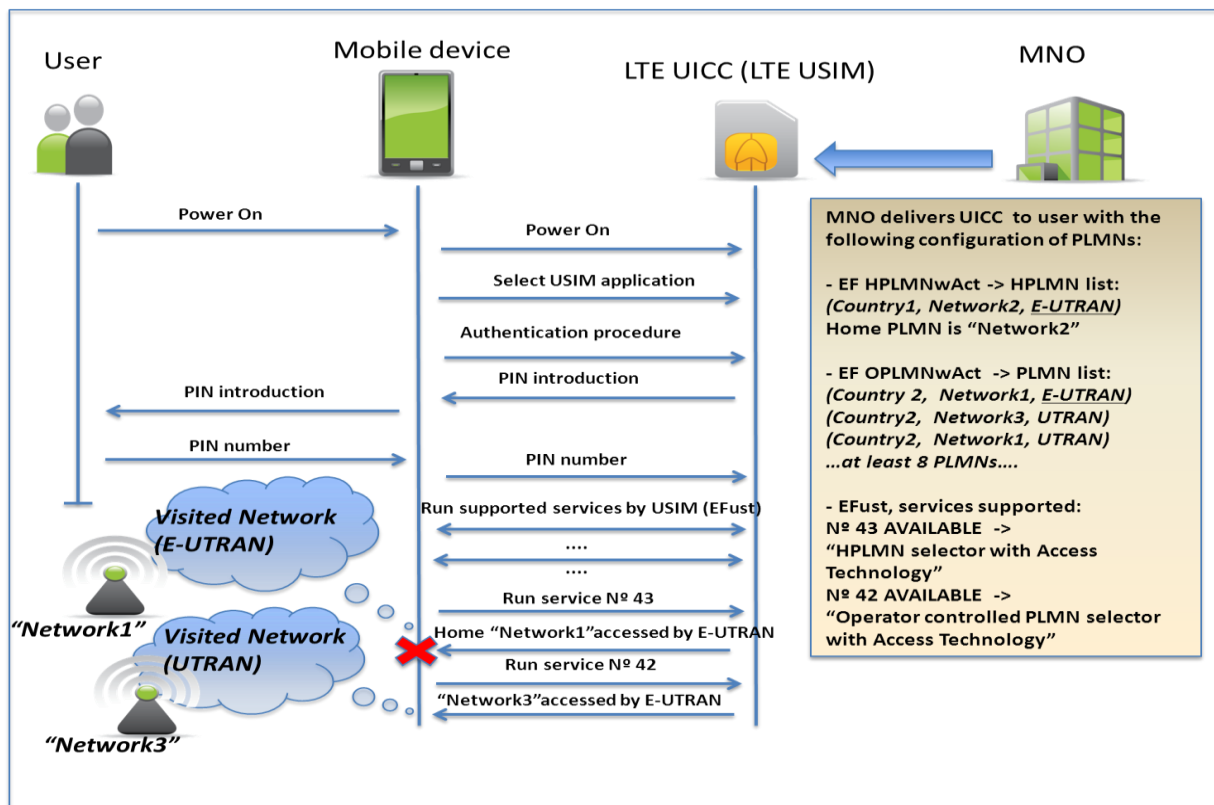 User
Mobile device
LTE UICC (LTE USIM)
MNO
Power On
Power On
Select USIM application
Authentication procedure
PIN introduction
PIN introduction
PIN number
PIN number
Run supported services by USIM (EFust)
....
....
Run service Nº 43
Home “Network1”accessed by E-UTRAN
Run service Nº 42
“Network3”accessed by E-UTRAN
Visited Network
(E-UTRAN)
“Network1”
Visited Network
(UTRAN)
“Network3”
MNO delivers UICC to user with the
following configuration of PLMNs:
- EF HPLMNwAct -> HPLMN list:
(Country1, Network2, E-UTRAN)
Home PLMN is “Network2”
- EF OPLMNwAct -> PLMN list:
(Country 2, Network1, E-UTRAN)
(Country2, Network3, UTRAN)
(Country2, Network1, UTRAN)
...at least 8 PLMNs....
- EFust, services supported:
Nº 43 AVAILABLE ->
“HPLMN selector with Access
Technology”
Nº 42 AVAILABLE ->
“Operator controlled PLMN selector
with Access Technology”